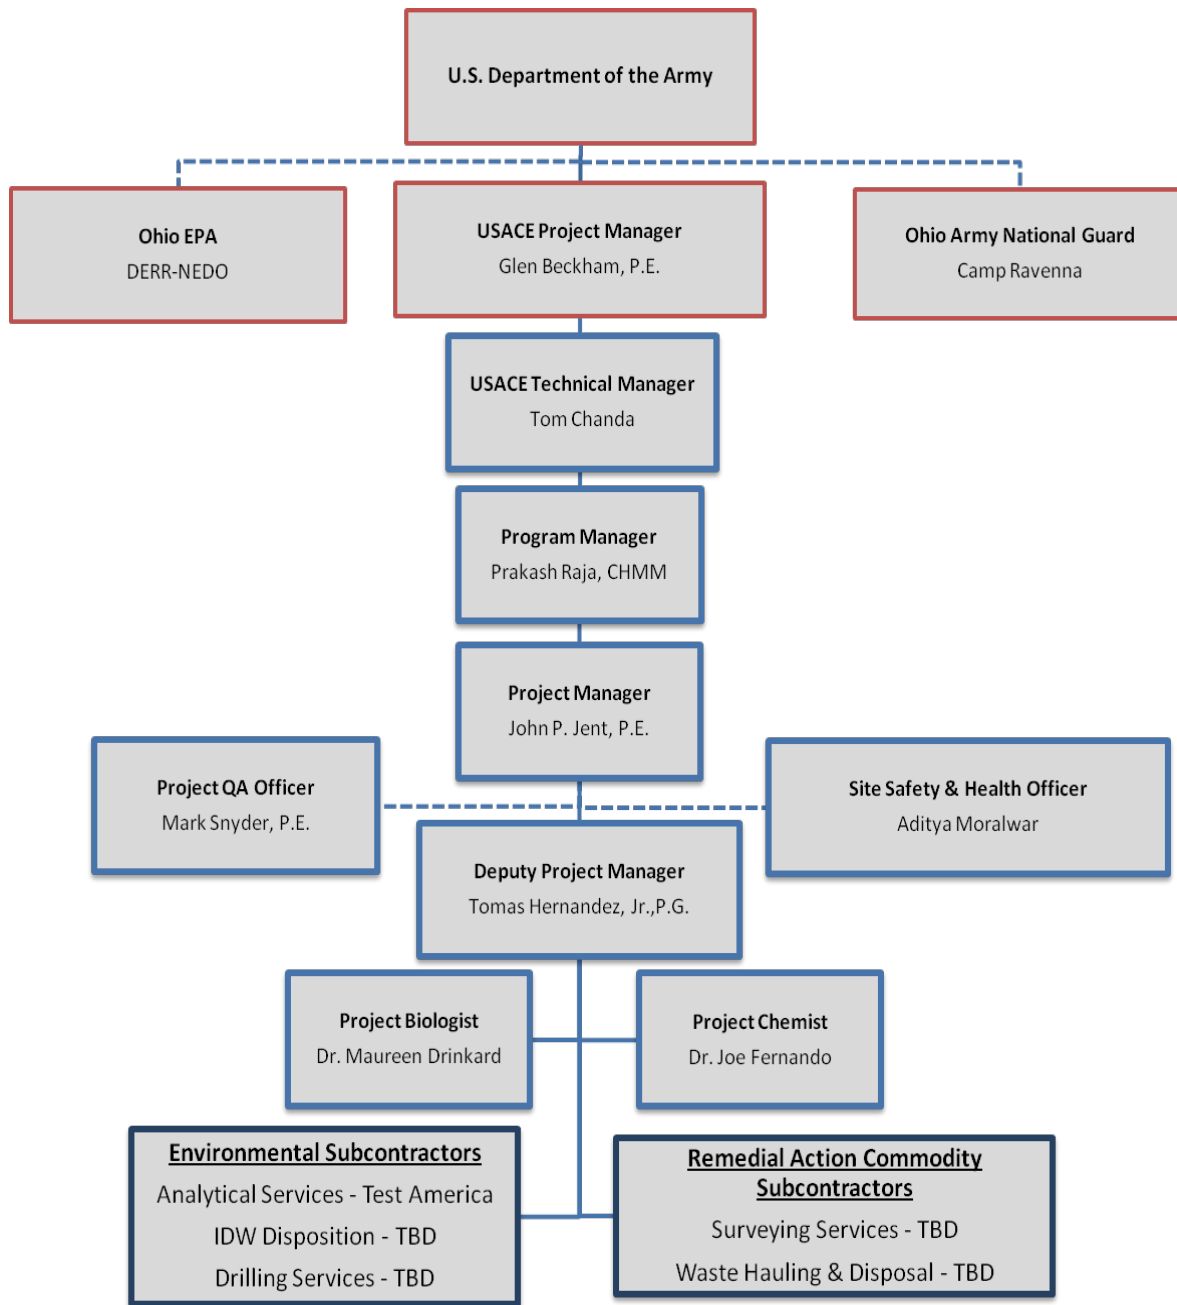 U.S. Department of the Army
Ohio EPA
DERR-NEDO
USACE Project Manager
Glen Beckham, P.E.
Ohio Army National Guard
Camp Ravenna
USACE Technical Manager
Tom Chanda
Program Manager
Prakash Raja, CHMM
Project Manager
John P. Jent, P.E.
Project QA Officer
Mark Snyder, P.E.
Site Safety & Health Officer
Aditya Moralwar
Deputy Project Manager
Tomas Hernandez, Jr.,P.G.
Project Biologist
Dr. Maureen Drinkard
Project Chemist
Dr. Joe Fernando
Environmental Subcontractors
Analytical Services - Test America
IDW Disposition - TBD
Drilling Services - TBD
Remedial Action Commodity
Subcontractors
Surveying Services - TBD
Waste Hauling & Disposal - TBD